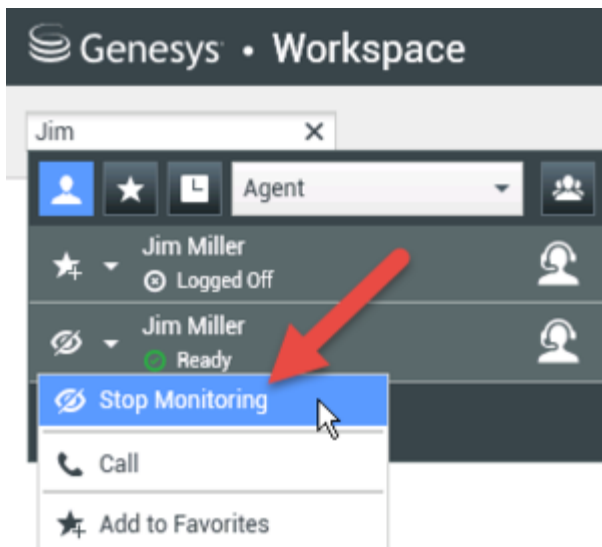 Genesys • Workspace
Jim
Agent
Jim Miller
Logged Off
Jim Miller
Ready
Stop Monitoring
Call
Add to Favorites